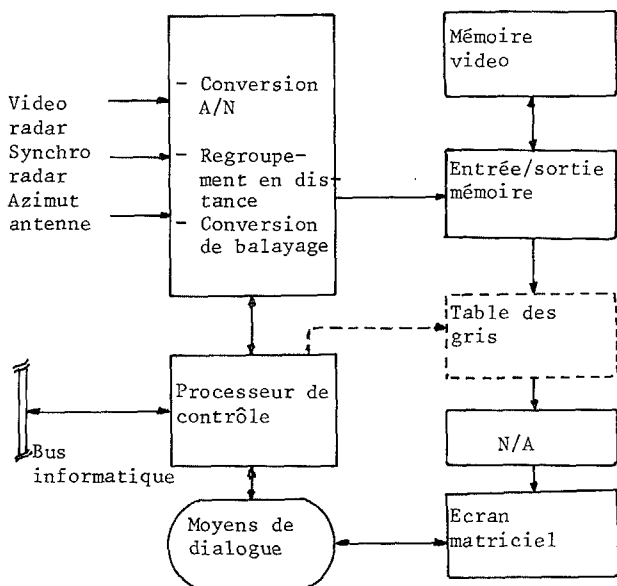 Video
radar
Synchro
radar
Azimut
antenne
- Conversion
A/N
- Regroupe-
ment en dis-
tance
- Conversion
de balayage
Mémoire
video
Entrée/sortie
mémoire
Table des
gris
Processeur de
contrôle
Bus
informatique
N/A
Moyens de
dialogue
Ecran
matriciel